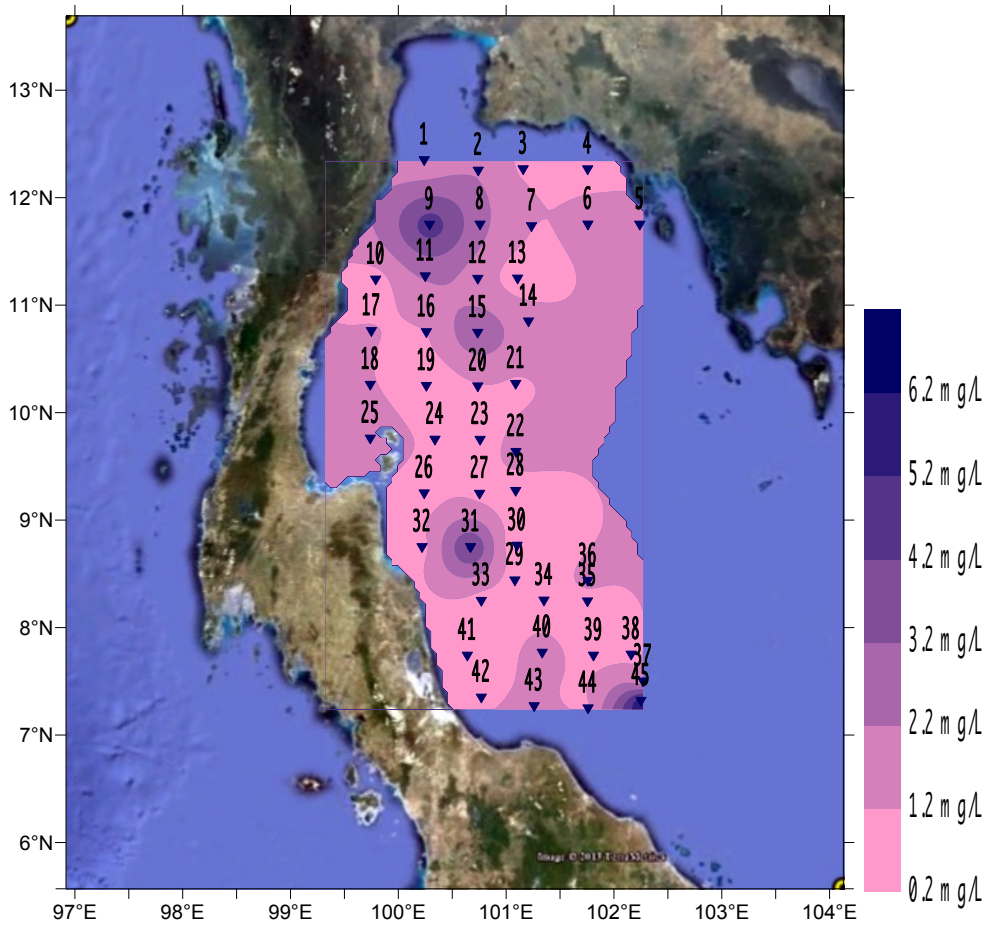 13°N
12°N
11°N
10°N
9°N
8°N
7°N
6°N
97°E 98°E 99°E 100°E 101°E 102°E 103°E 104°E
1 2 3 4
9 8 7 6 5
10 11 12 13
17 16 15 14
18 19 20 21
25 24 23 22
26 27 28
32 31 30
29 36
33 34 35
41 40 39 38
37
42 43 44 45
6.2 mg/L
5.2 mg/L
4.2 mg/L
3.2 mg/L
2.2 mg/L
1.2 mg/L
0.2 mg/L
Image ©